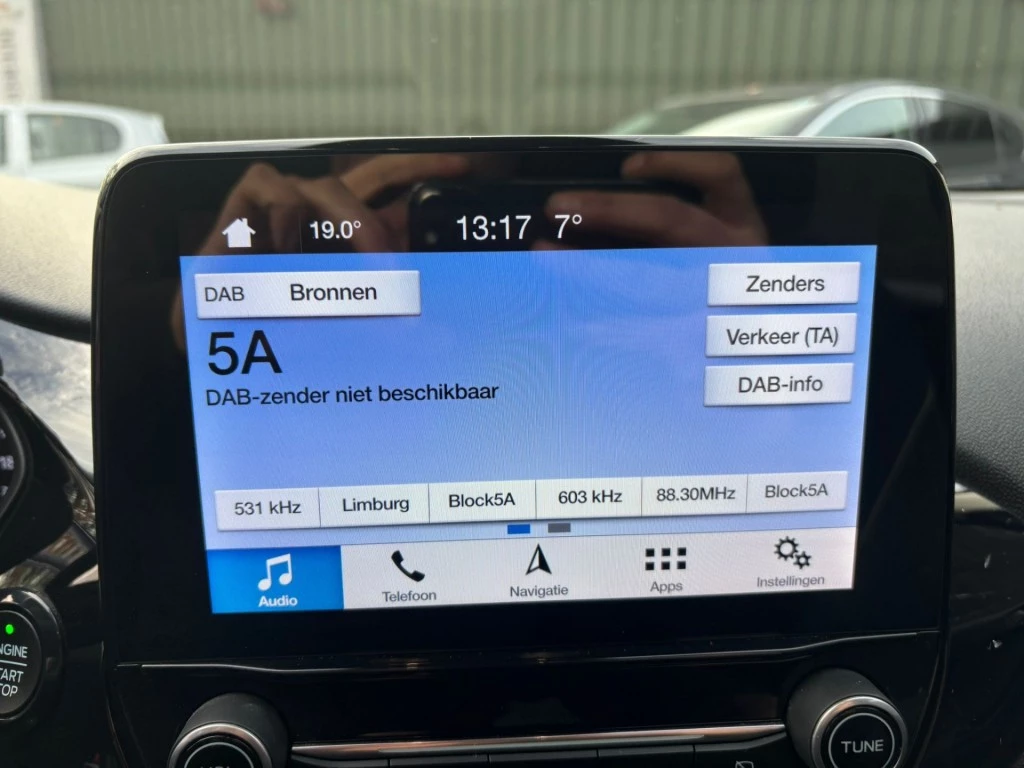 19.0° 13:17 7°
DAB Bronnen
Zenders
5A
Verkeer (TA)
DAB-zender niet beschikbaar
DAB-info
531 kHz Limburg Block5A 603 kHz 88.30MHz Block5A
Audio Telefoon Navigatie Apps Instellingen
TUNE